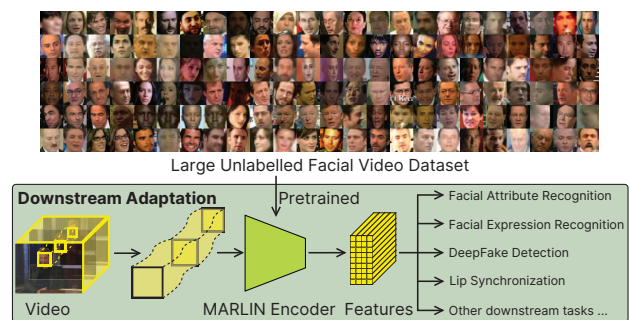 Large Unlabelled Facial Video Dataset
Downstream Adaptation
Pretrained
Facial Attribute Recognition
Facial Expression Recognition
DeepFake Detection
Lip Synchronization
Other downstream tasks ...
Video
MARLIN Encoder
Features